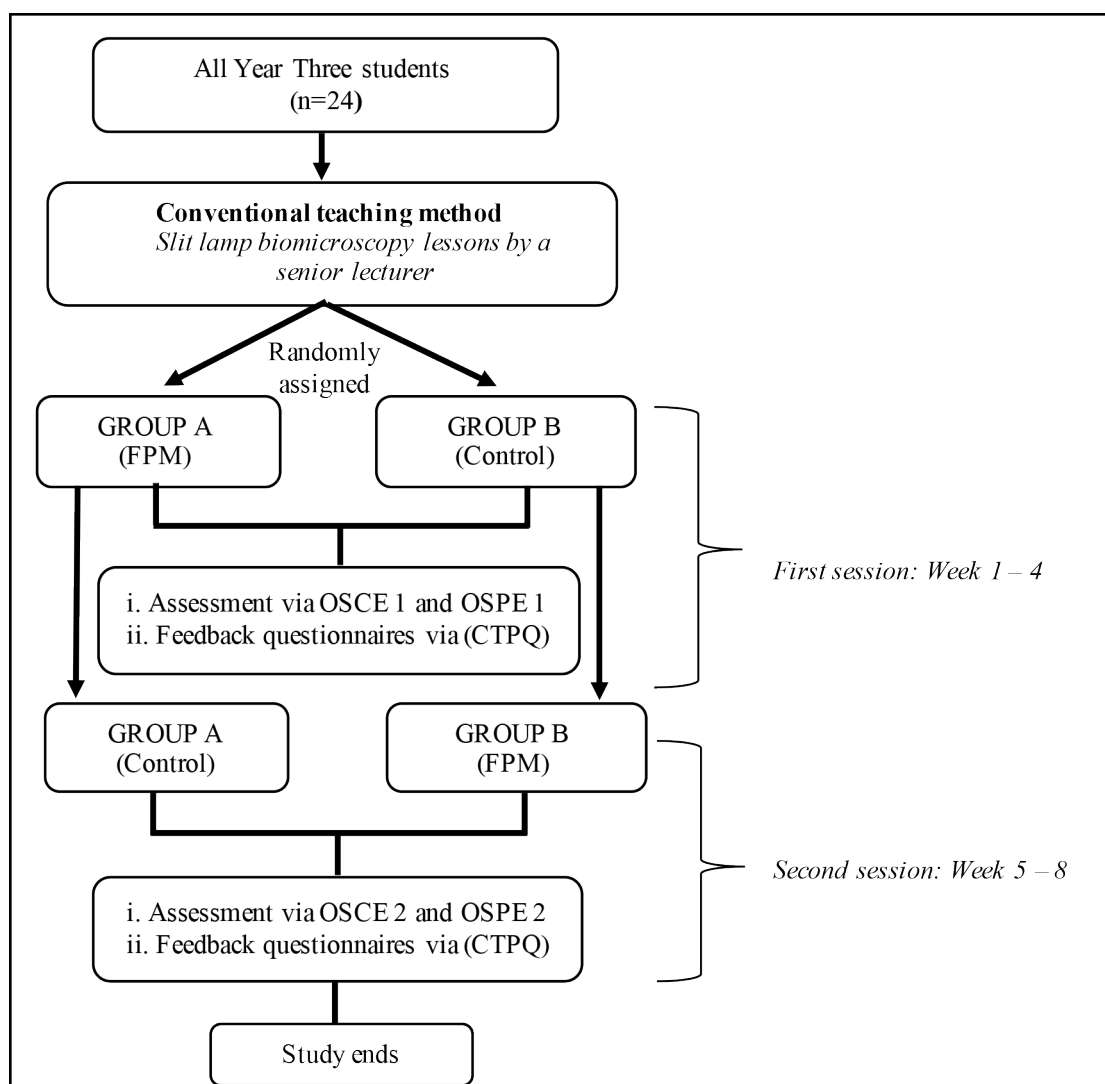 All Year Three students
(n=24)
Conventional teaching method
Slit lamp biomicroscopy lessons by a
senior lecturer
Randomly
assigned
GROUP A
(FPM)
GROUP B
(Control)
First session: Week 1 – 4
i. Assessment via OSCE 1 and OSPE 1
ii. Feedback questionnaires via (CTPQ)
GROUP A
(Control)
GROUP B
(FPM)
Second session: Week 5 – 8
i. Assessment via OSCE 2 and OSPE 2
ii. Feedback questionnaires via (CTPQ)
Study ends